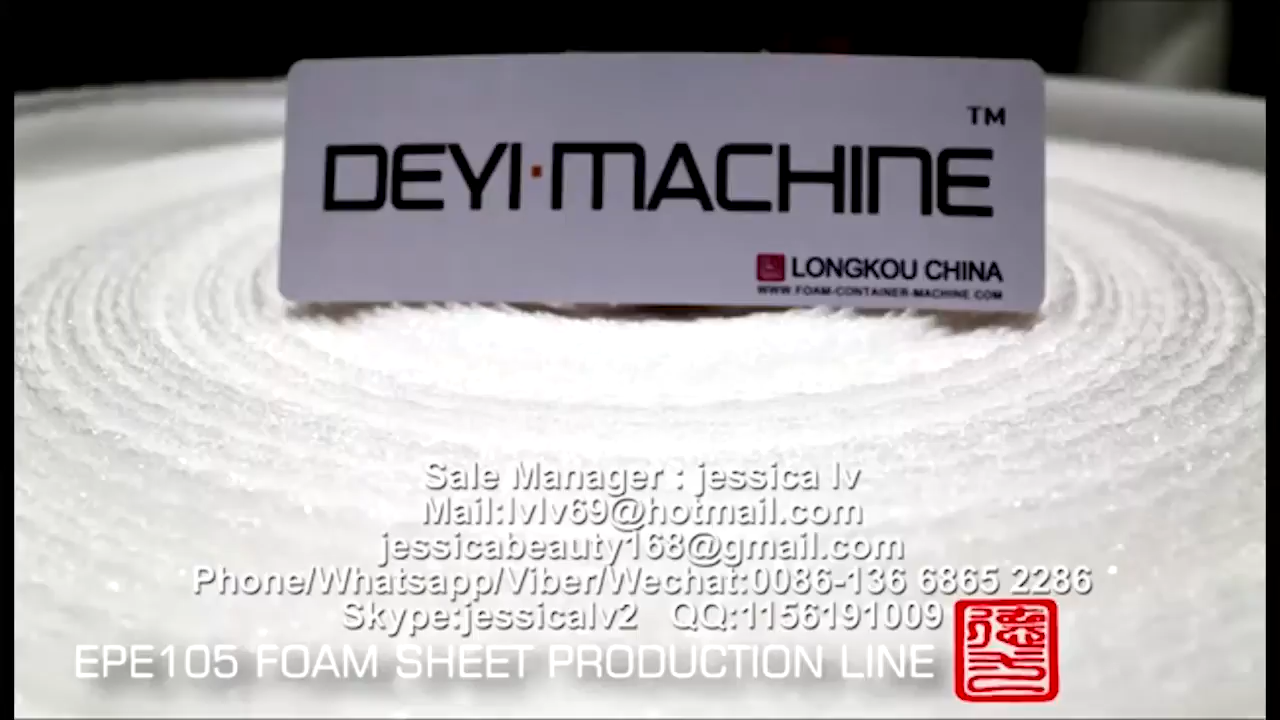 TM
DEYI·MACHINE
LONGKOU CHINA
WWW.FOAM-CONTAINER-MACHINE.COM
Sale Manager : jessica lv
Mail:lvlv69@hotmail.com
jessicabeauty168@gmail.com
Phone/Whatsapp/Viber/Wechat:0086-136 6865 2286
Skype:jessicalv2 QQ:1156191009
EPE105 FOAM SHEET PRODUCTION LINE